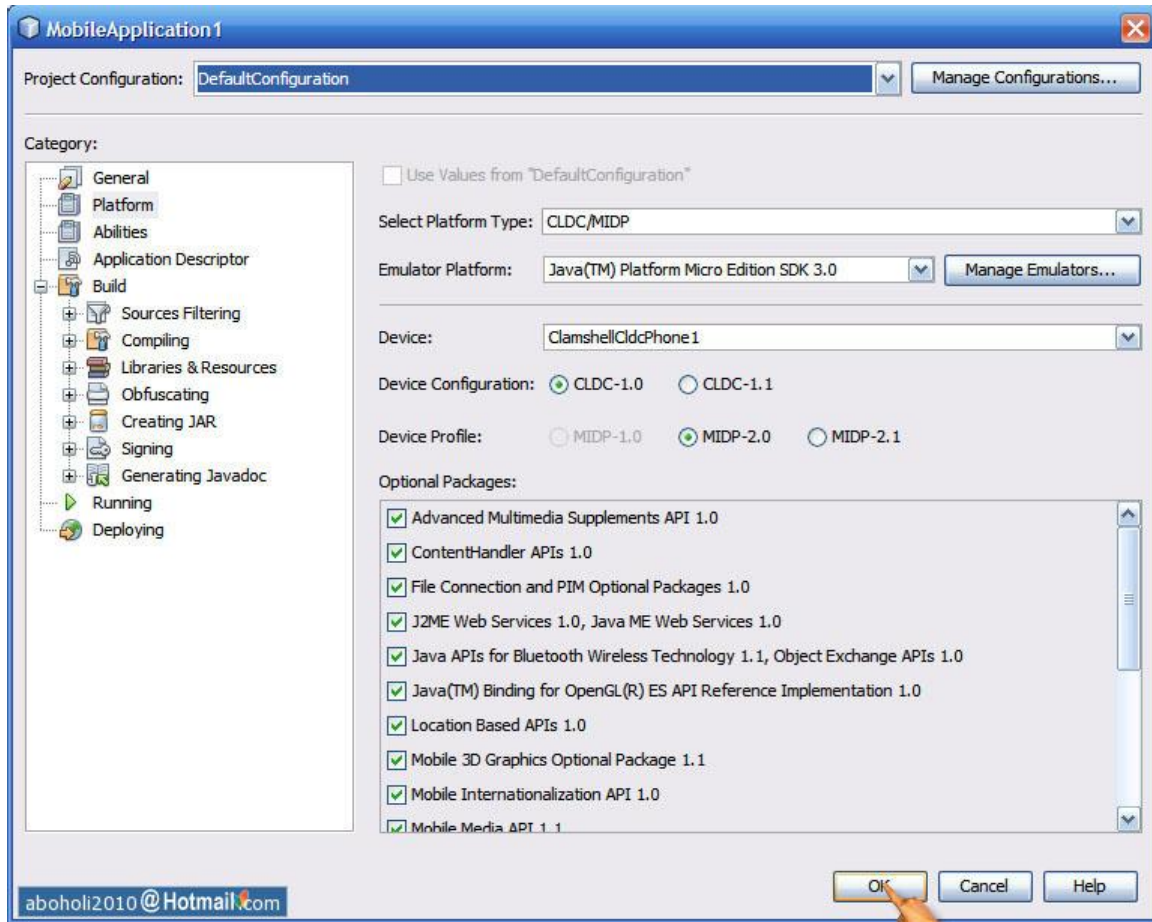 MobileApplication1
Project Configuration: DefaultConfiguration Manage Configurations...
Category:
General
Platform
Abilities
Application Descriptor
Build
Sources Filtering
Compiling
Libraries & Resources
Obfuscating
Creating JAR
Signing
Generating Javadoc
Running
Deploying
Use Values from "DefaultConfiguration"
Select Platform Type: CLDC/MIDP
Emulator Platform: Java(TM) Platform Micro Edition SDK 3.0 Manage Emulators...
Device: ClamshellCldcPhone1
Device Configuration: CLDC-1.0 CLDC-1.1
Device Profile: MIDP-1.0 MIDP-2.0 MIDP-2.1
Optional Packages:
Advanced Multimedia Supplements API 1.0
ContentHandler APIs 1.0
File Connection and PIM Optional Packages 1.0
J2ME Web Services 1.0, Java ME Web Services 1.0
Java APIs for Bluetooth Wireless Technology 1.1, Object Exchange APIs 1.0
Java(TM) Binding for OpenGL(R) ES API Reference Implementation 1.0
Location Based APIs 1.0
Mobile 3D Graphics Optional Package 1.1
Mobile Internationalization API 1.0
Mobile Media API 1.1
OK Cancel Help
aboholi2010@Hotmail.com